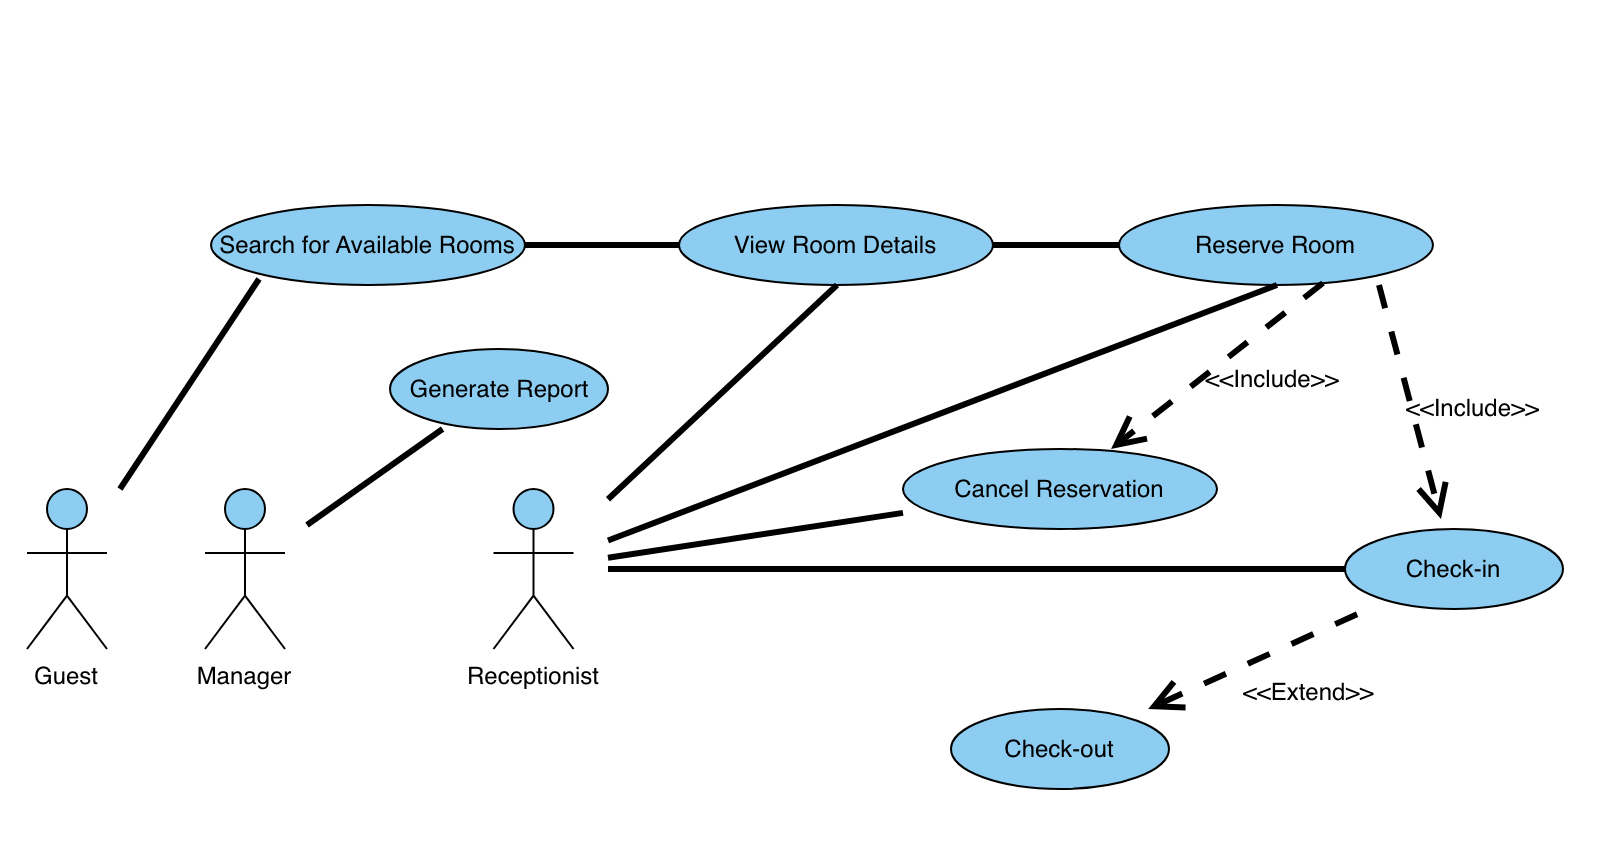 Search for Available Rooms
View Room Details
Reserve Room
Generate Report
<<Include>>
<<Include>>
Cancel Reservation
Check-in
Guest
Manager
Receptionist
<<Extend>>
Check-out